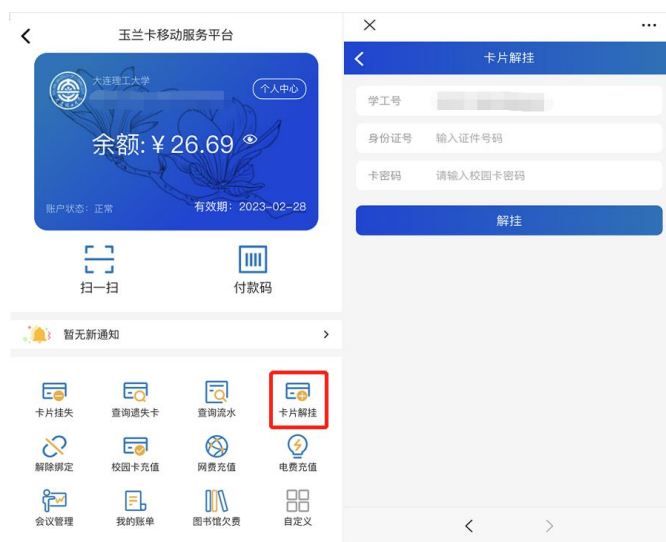 玉兰卡移动服务平台
大连理工大学
个人中心
余额:￥26.69
账户状态：正常
有效期：2023-02-28
扫一扫
付款码
暂无新通知
卡片挂失
查询遗失卡
查询流水
卡片解挂
解除绑定
校园卡充值
网费充值
电费充值
会议管理
我的账单
图书馆欠费
自定义
卡片解挂
学工号
身份证号
输入证件号码
卡密码
请输入校园卡密码
解挂